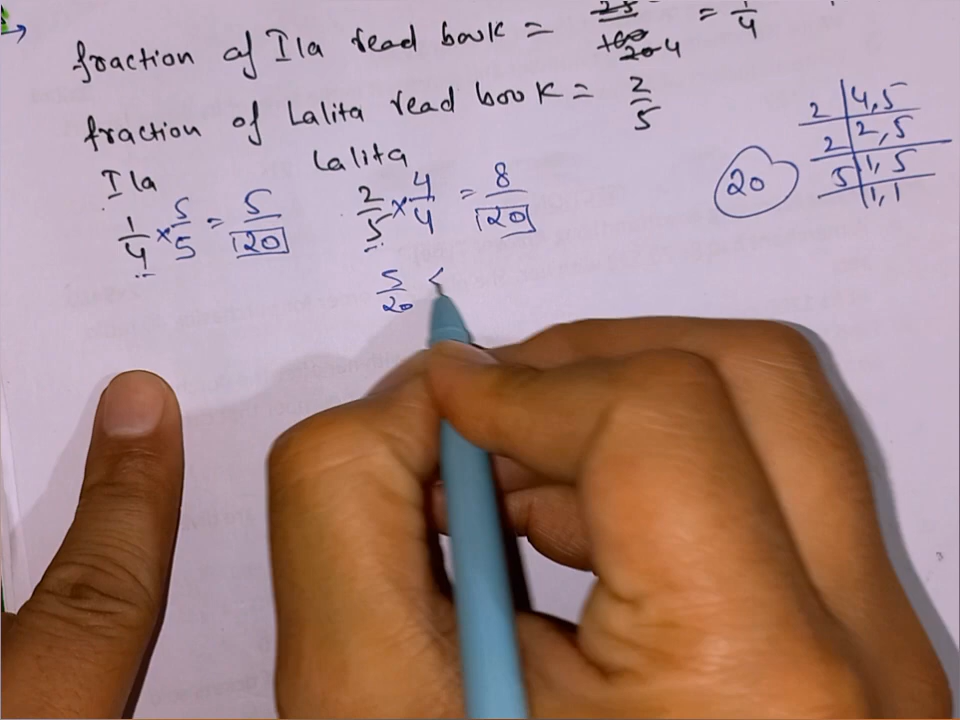 fraction of Ila read book = 25/100 20 4 = 1/4
fraction of Lalita read book = 2/5
Ila Lalita
1/4 × 5/5 = 5/20
2/5 × 4/4 = 8/20
5/20 <
2 | 4, 5
2 | 2, 5
5 | 1, 5
1, 1
20